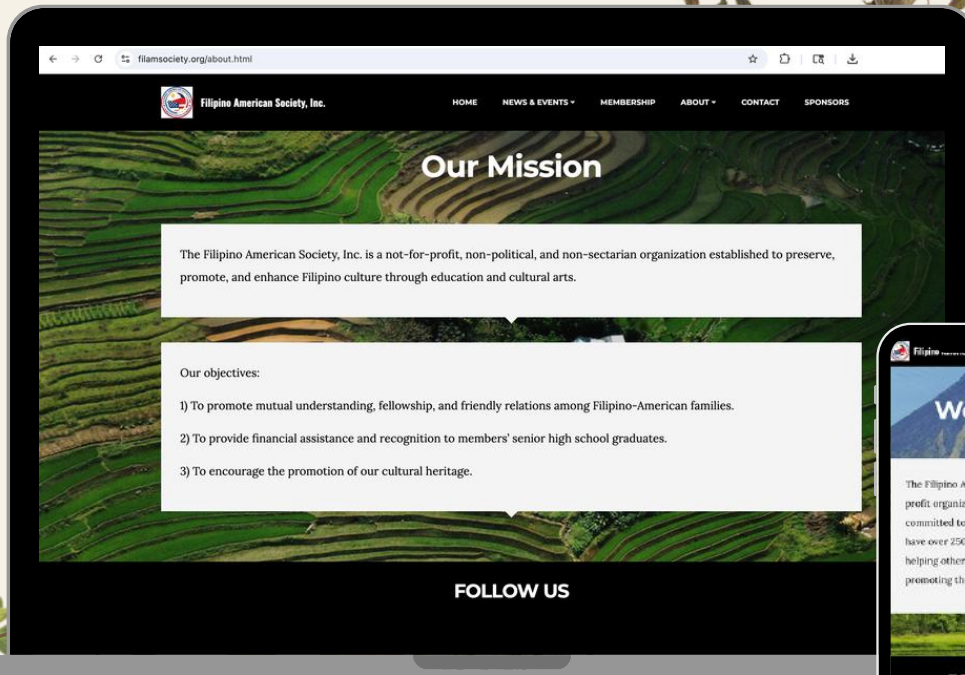 filamsociety.org/about.html
Filipino American Society, Inc.
HOME NEWS & EVENTS MEMBERSHIP ABOUT CONTACT SPONSORS
Our Mission
The Filipino American Society, Inc. is a not-for-profit, non-political, and non-sectarian organization established to preserve,
promote, and enhance Filipino culture through education and cultural arts.
Our objectives:
1) To promote mutual understanding, fellowship, and friendly relations among Filipino-American families.
2) To provide financial assistance and recognition to members' senior high school graduates.
3) To encourage the promotion of our cultural heritage.
FOLLOW US
Filipino
The Filipino
profit
committed to
have over 250
helping other
promoting